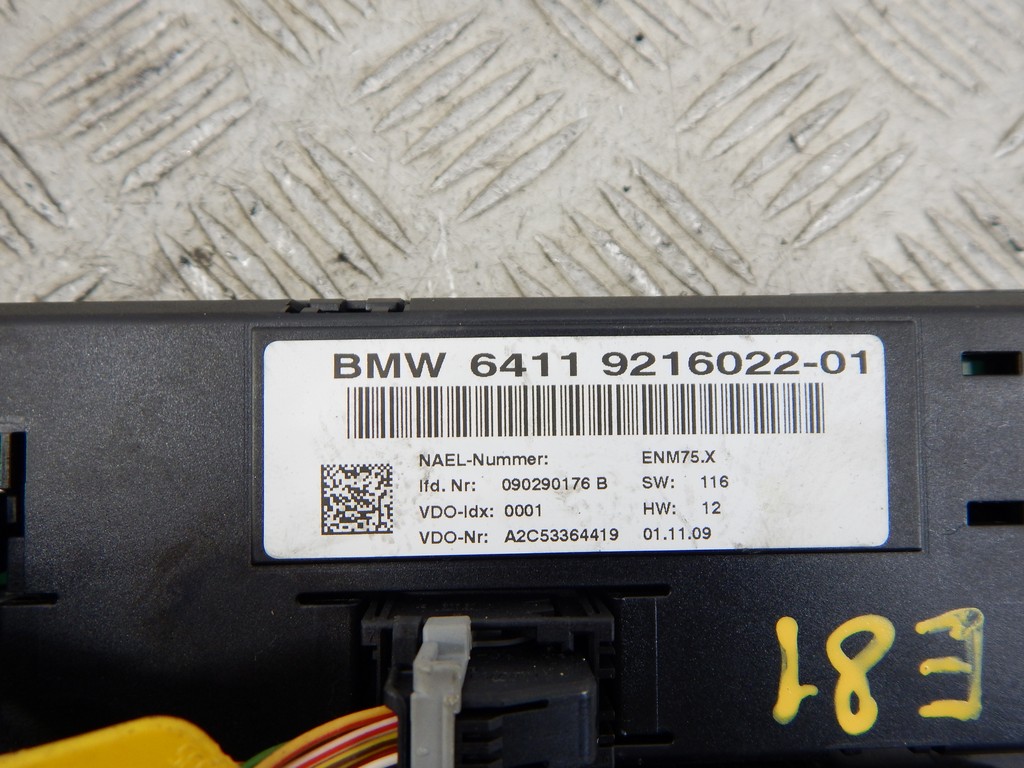 BMW 6411 9216022-01
NAEL-Nummer: ENM75.X
lfd. Nr: 090290176 B SW: 116
VDO-Idx: 0001 HW: 12
VDO-Nr: A2C53364419 01.11.09
E81